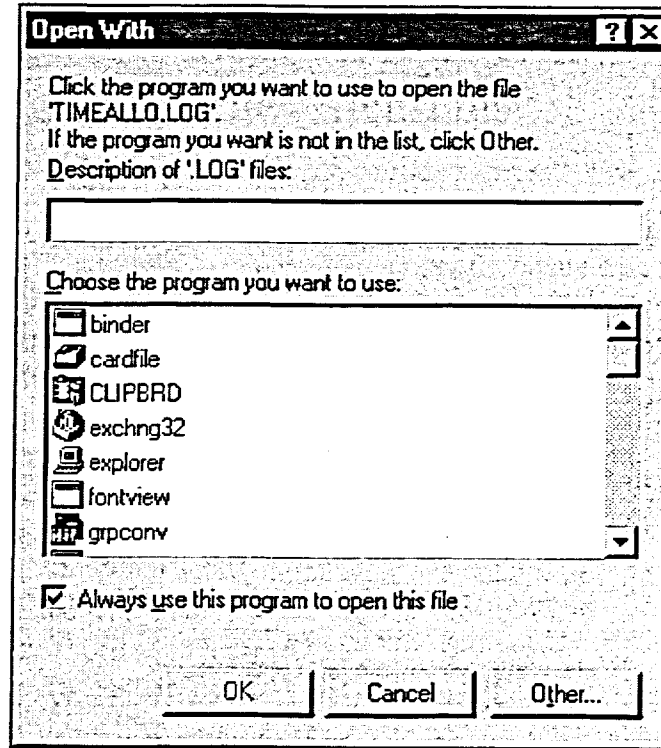 Open With
Click the program you want to use to open the file
'TIMEALLO.LOG'.
If the program you want is not in the list, click Other.
Description of '.LOG' files:
Choose the program you want to use:
binder
cardfile
CLIPBRD
exchng32
explorer
fontview
grpconv
Always use this program to open this file
OK
Cancel
Other...